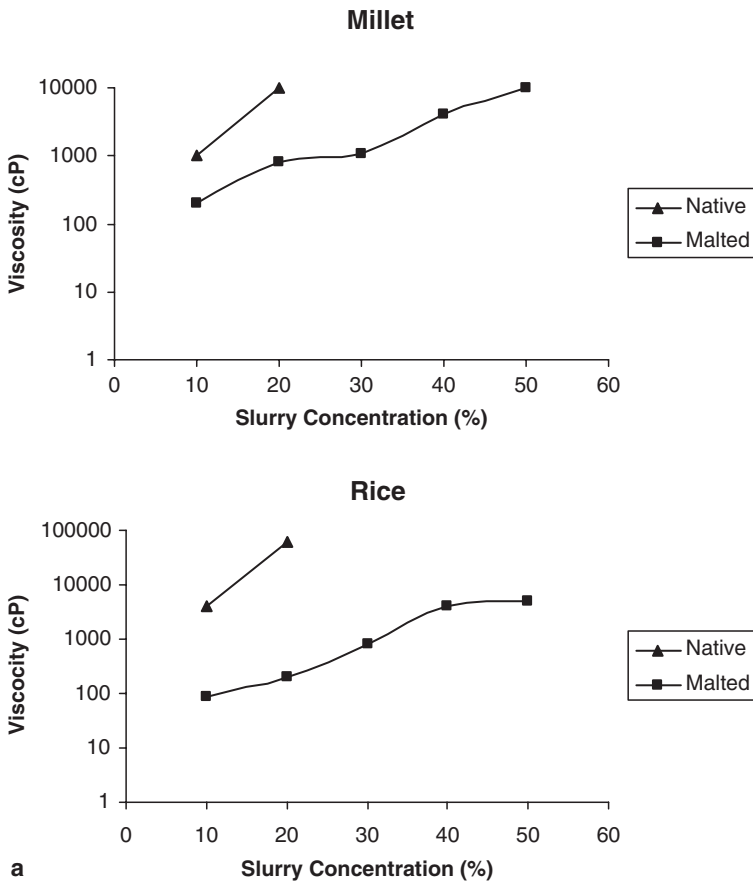 Millet
10000
1000
100
10
1
0 10 20 30 40 50 60
Viscosity (cP)
Slurry Concentration (%)
Native
Malted
Rice
100000
10000
1000
100
10
1
0 10 20 30 40 50 60
Viscocity (cP)
Slurry Concentration (%)
Native
Malted
a